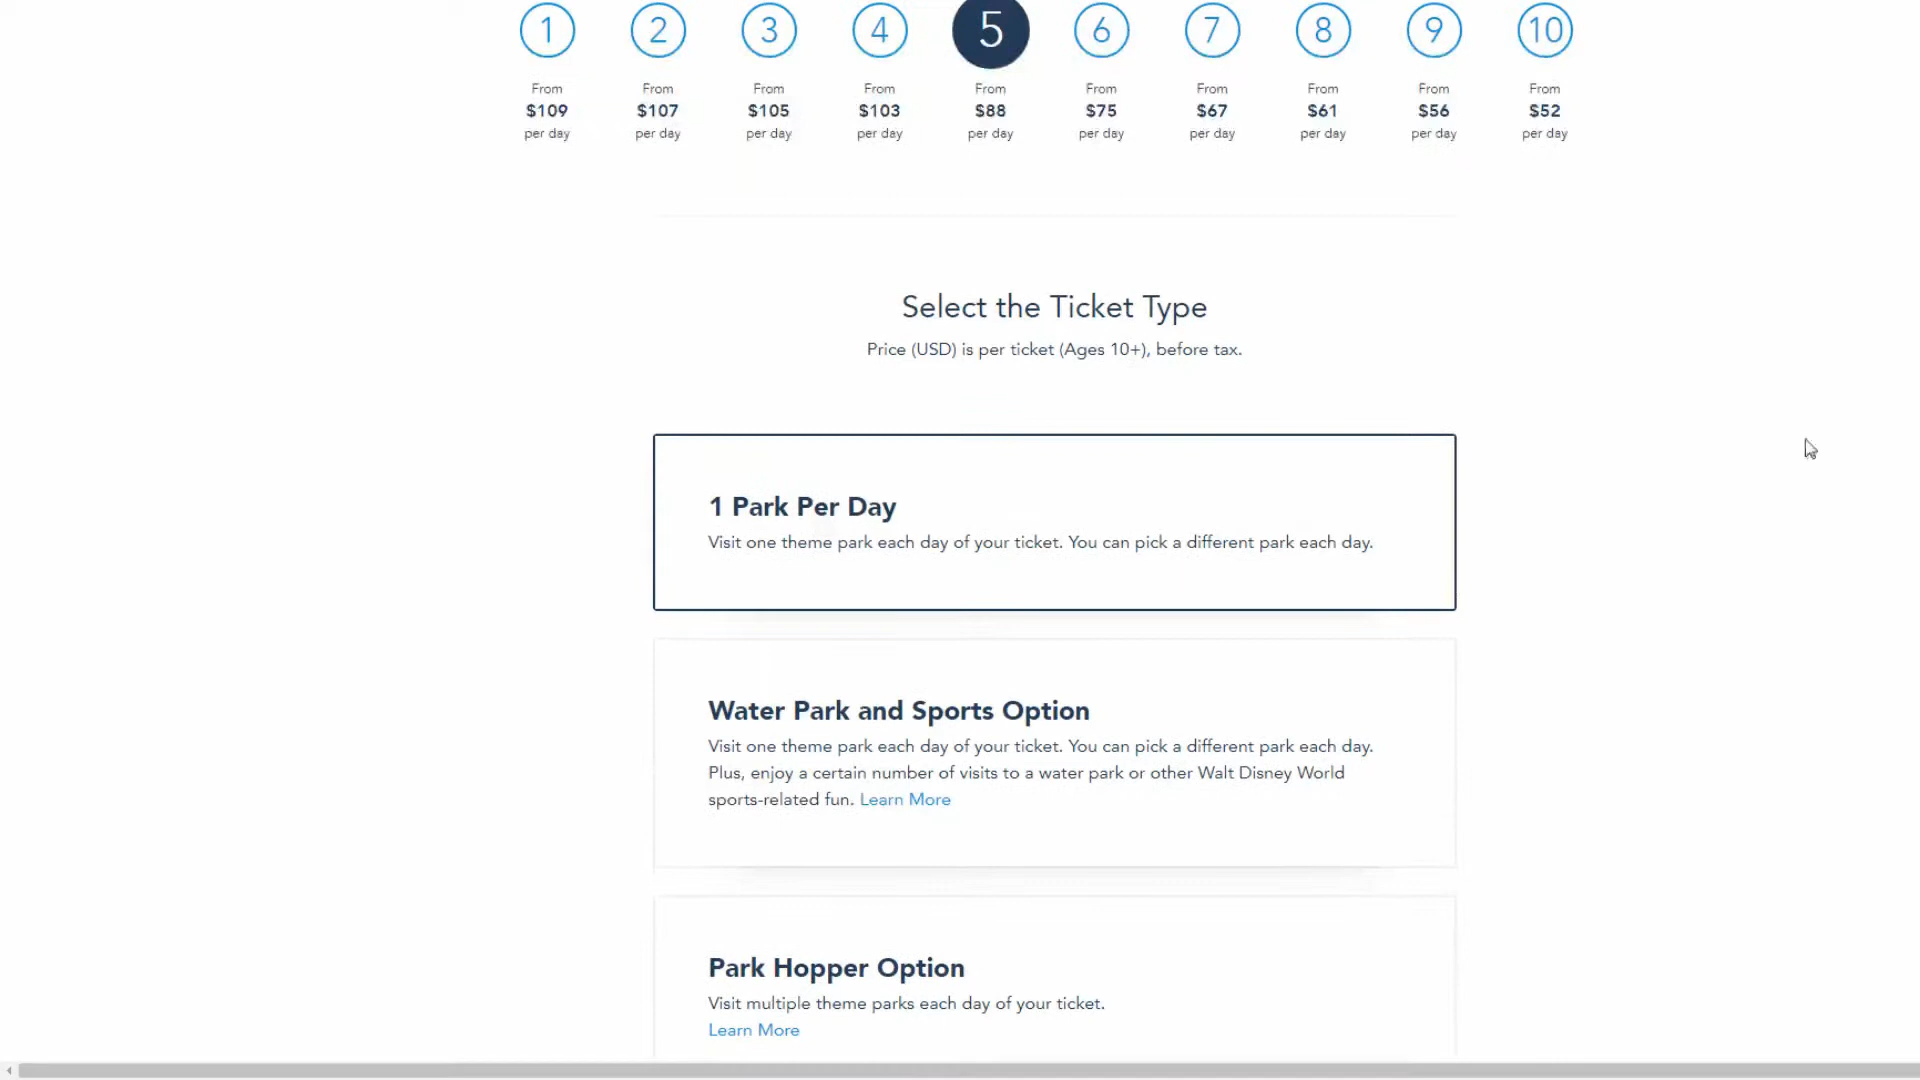 1 2 3 4 5 6 7 8 9 10
From From From From From From From From From From
$109 $107 $105 $103 $88 $75 $67 $61 $56 $52
per day per day per day per day per day per day per day per day per day per day
Select the Ticket Type
Price (USD) is per ticket (Ages 10+), before tax.
1 Park Per Day
Visit one theme park each day of your ticket. You can pick a different park each day.
Water Park and Sports Option
Visit one theme park each day of your ticket. You can pick a different park each day.
Plus, enjoy a certain number of visits to a water park or other Walt Disney World
sports-related fun. Learn More
Park Hopper Option
Visit multiple theme parks each day of your ticket.
Learn More